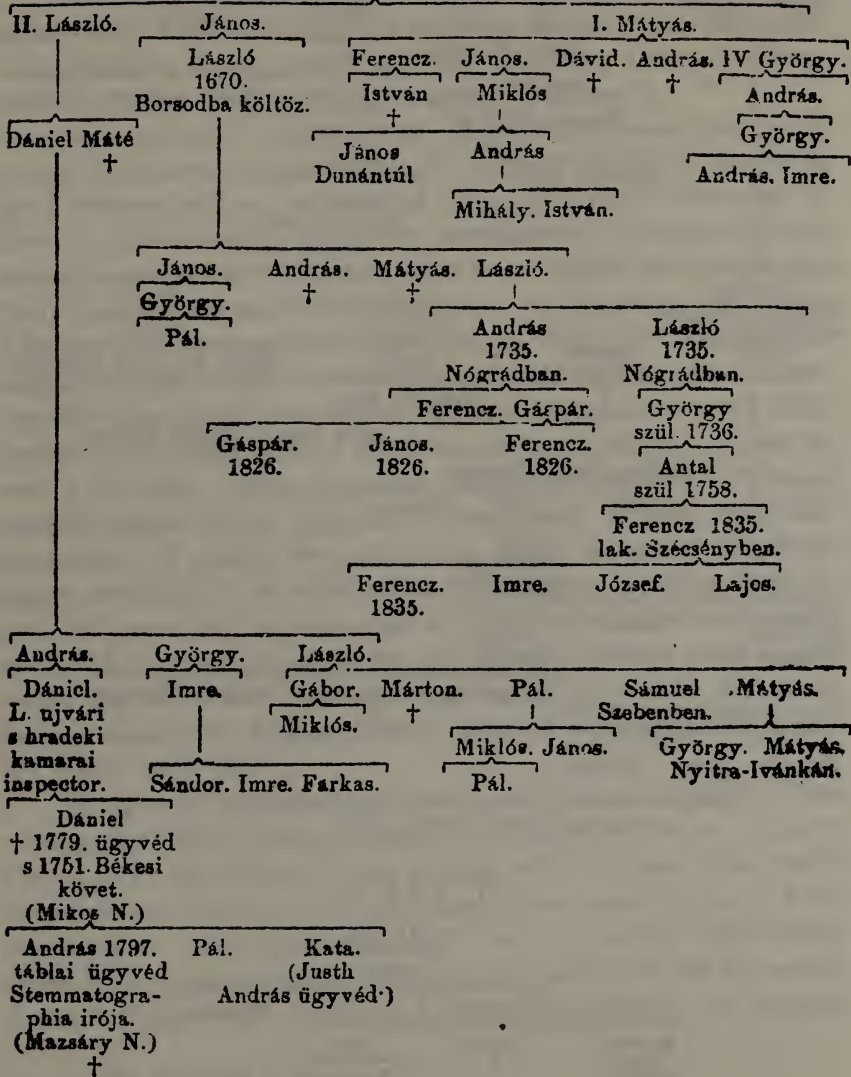 II. László. János. I. Mátyás.
László Ferencz. János. Dávid. András. IV György.
1670. István Miklós † † András.
Borsodba költöz. †
Dániel Máté János András György.
† Dunántúl András. Imre.
Mihály. István.
János. András. Mátyás. László.
György. † †
Pál. András László
1735. 1735.
Nógrádban. Nógrádban.
Ferencz. Gáspár. György
Gáspár. János. Ferencz. szül. 1736.
1826. 1826. 1826. Antal
szül 1758.
Ferencz 1835.
lak. Szécsényben.
Ferencz. Imre. József. Lajos.
1835.
András. György. László.
Dániel. Imre. Gábor. Márton. Pál. Sámuel Mátyás.
L. ujvári Miklós. † Szebenben.
s hradeki Miklós. János. György. Mátyás.
kamarai Nyitra-Ivánkán.
inspector. Sándor. Imre. Farkas. Pál.
Dániel
† 1779. ügyvéd
s 1751. Békesi
követ.
(Mikos N.)
András 1797. Pál. Kata.
táblai ügyvéd (Justh
Stemmatogra- András ügyvéd.)
phia irója.
(Mazsáry N.)
†